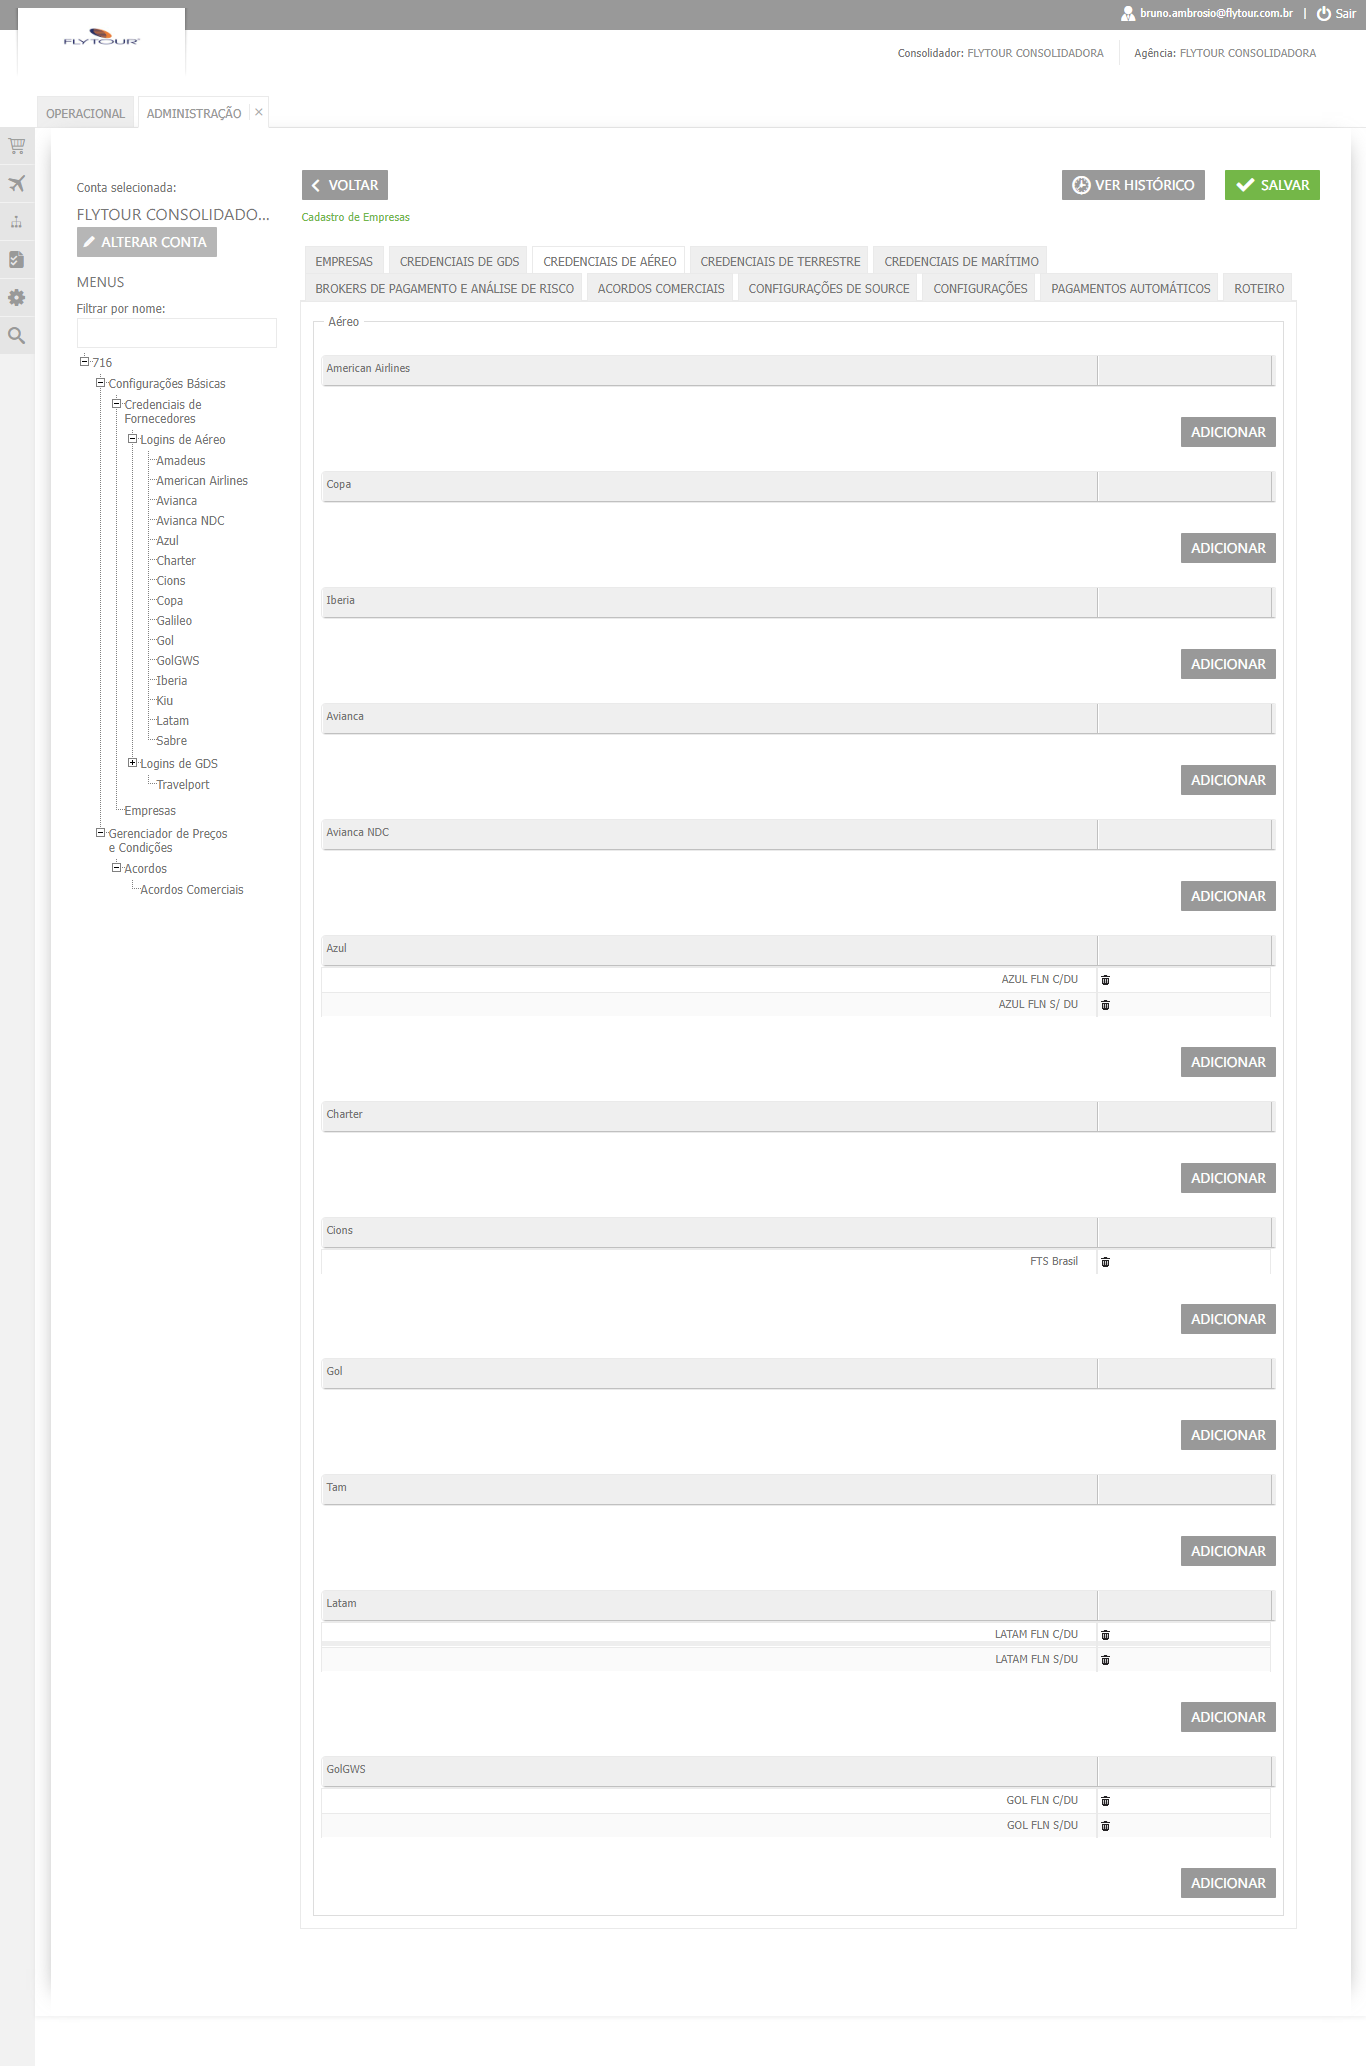 bruno.ambrosio@flytour.com.br | Sair
FLYTOUR
Consolidador: FLYTOUR CONSOLIDADORA
Agência: FLYTOUR CONSOLIDADORA
OPERACIONAL
ADMINISTRAÇÃO
Conta selecionada:
FLYTOUR CONSOLIDADO...
ALTERAR CONTA
MENUS
Filtrar por nome:
716
Configurações Básicas
Credenciais de
Fornecedores
Logins de Aéreo
Amadeus
American Airlines
Avianca
Avianca NDC
Azul
Charter
Cions
Copa
Galileo
Gol
GolGWS
Iberia
Kiu
Latam
Sabre
Logins de GDS
Travelport
Empresas
Gerenciador de Preços
e Condições
Acordos
Acordos Comerciais
VOLTAR
VER HISTÓRICO
SALVAR
Cadastro de Empresas
EMPRESAS
CREDENCIAIS DE GDS
CREDENCIAIS DE AÉREO
CREDENCIAIS DE TERRESTRE
CREDENCIAIS DE MARÍTIMO
BROKERS DE PAGAMENTO E ANÁLISE DE RISCO
ACORDOS COMERCIAIS
CONFIGURAÇÕES DE SOURCE
CONFIGURAÇÕES
PAGAMENTOS AUTOMÁTICOS
ROTEIRO
Aéreo
American Airlines
ADICIONAR
Copa
ADICIONAR
Iberia
ADICIONAR
Avianca
ADICIONAR
Avianca NDC
ADICIONAR
Azul
AZUL FLN C/DU
AZUL FLN S/ DU
ADICIONAR
Charter
ADICIONAR
Cions
FTS Brasil
ADICIONAR
Gol
ADICIONAR
Tam
ADICIONAR
Latam
LATAM FLN C/DU
LATAM FLN S/DU
ADICIONAR
GolGWS
GOL FLN C/DU
GOL FLN S/DU
ADICIONAR